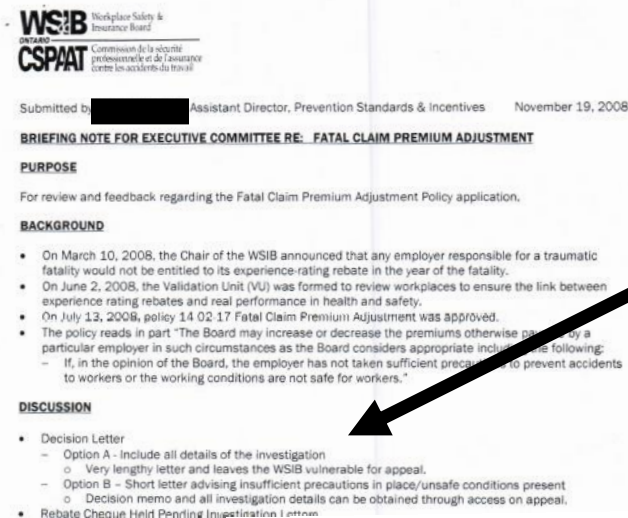 WSIB Workplace Safety &
Insurance Board
ONTARIO
CSPAAT Commission de la sécurité
professionnelle et de l'assurance
contre les accidents du travail
Submitted by Assistant Director, Prevention Standards & Incentives November 19, 2008
BRIEFING NOTE FOR EXECUTIVE COMMITTEE RE: FATAL CLAIM PREMIUM ADJUSTMENT
PURPOSE
For review and feedback regarding the Fatal Claim Premium Adjustment Policy application.
BACKGROUND
• On March 10, 2008, the Chair of the WSIB announced that any employer responsible for a traumatic
fatality would not be entitled to its experience-rating rebate in the year of the fatality.
• On June 2, 2008, the Validation Unit (VU) was formed to review workplaces to ensure the link between
experience rating rebates and real performance in health and safety.
• On July 13, 2008, policy 14 02 17 Fatal Claim Premium Adjustment was approved.
• The policy reads in part "The Board may increase or decrease the premiums otherwise by a
particular employer in such circumstances as the Board considers appropriate including the following:
– If, in the opinion of the Board, the employer has not taken sufficient to prevent accidents
to workers or the working conditions are not safe for workers."
DISCUSSION
• Decision Letter
– Option A - Include all details of the investigation
o Very lengthy letter and leaves the WSIB vulnerable for appeal.
– Option B – Short letter advising insufficient precautions in place/unsafe conditions present
o Decision memo and all investigation details can be obtained through access on appeal.
• Rebate Cheque Held Pending Investigation